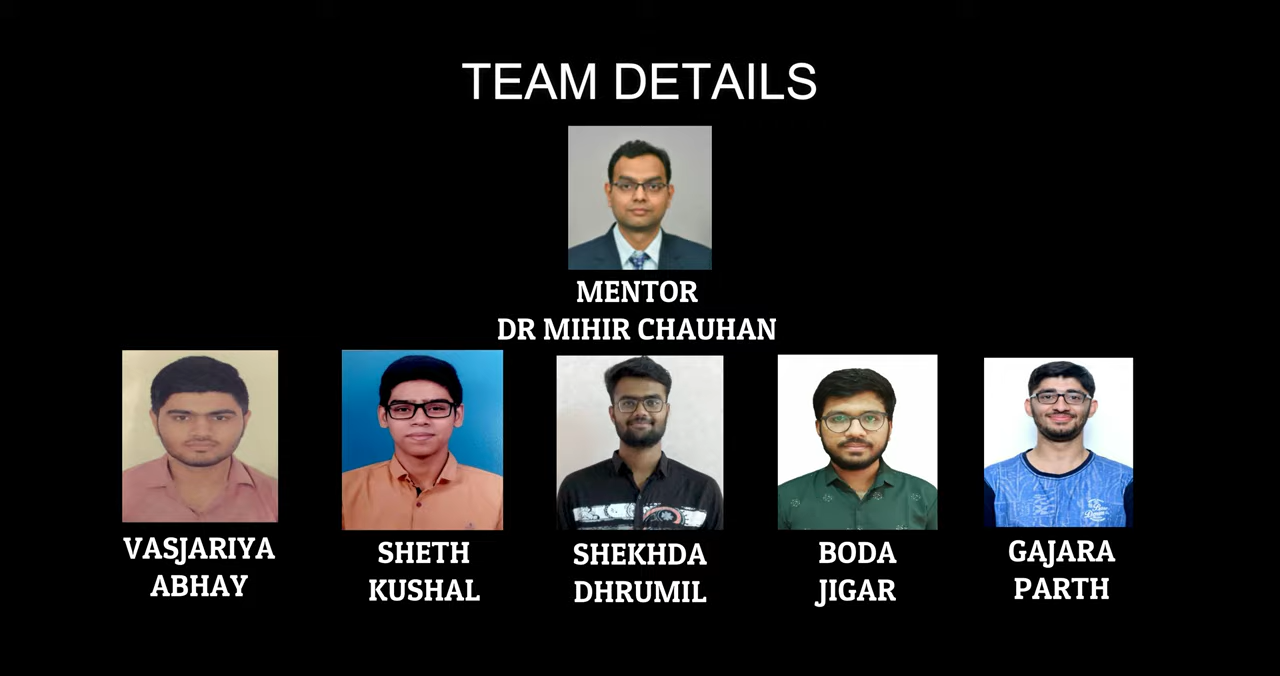 TEAM DETAILS
MENTOR
DR MIHIR CHAUHAN
VASJARIYA
ABHAY
SHETH
KUSHAL
SHEKHDA
DHRUMIL
BODA
JIGAR
GAJARA
PARTH